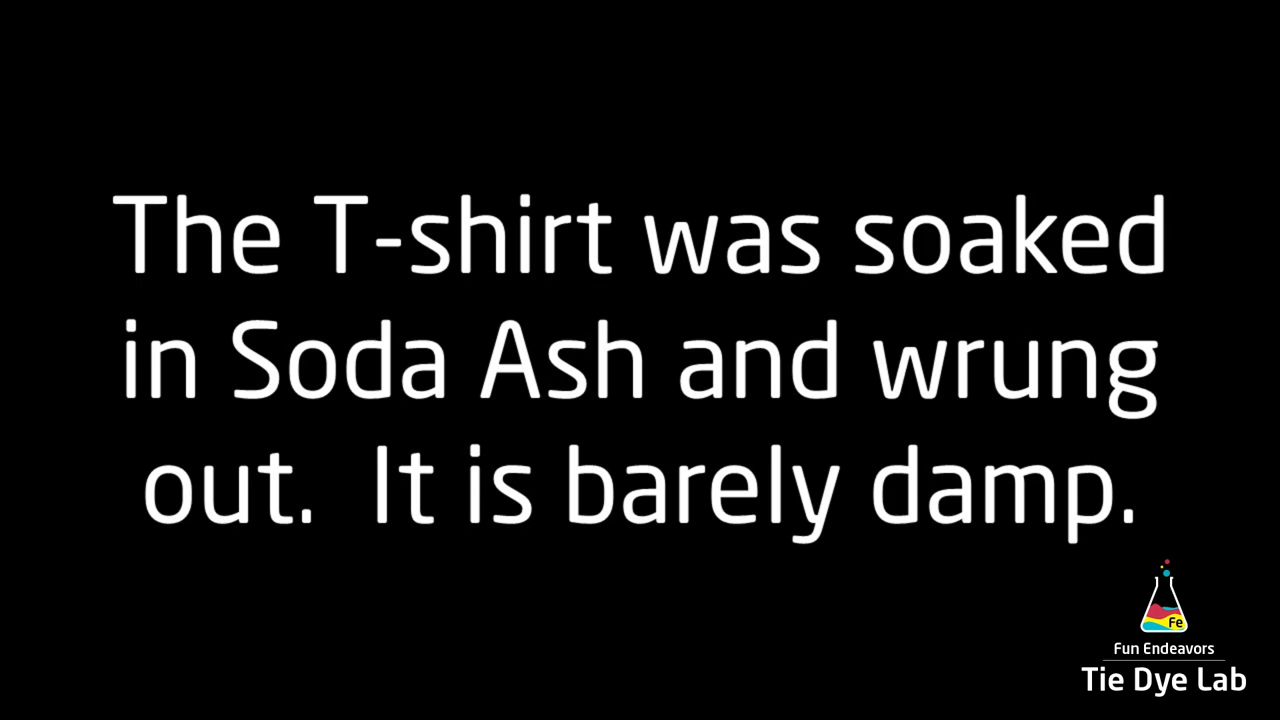 The T-shirt was soaked
in Soda Ash and wrung
out.  It is barely damp.
Fe
Fun Endeavors
Tie Dye Lab